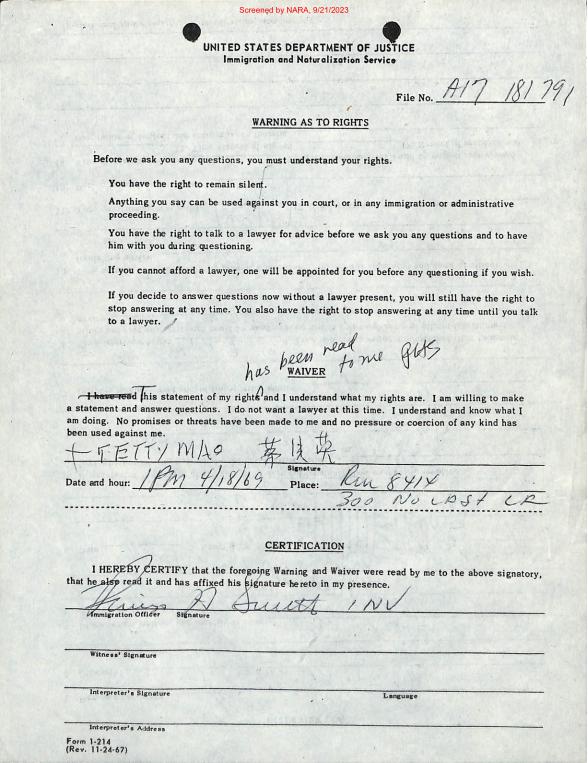 Screened by NARA, 9/21/2023
UNITED STATES DEPARTMENT OF JUSTICE
Immigration and Naturalization Service
File No. A17 181 791
WARNING AS TO RIGHTS
Before we ask you any questions, you must understand your rights.
You have the right to remain silent.
Anything you say can be used against you in court, or in any immigration or administrative
proceeding.
You have the right to talk to a lawyer for advice before we ask you any questions and to have
him with you during questioning.
If you cannot afford a lawyer, one will be appointed for you before any questioning if you wish.
If you decide to answer questions now without a lawyer present, you will still have the right to
stop answering at any time. You also have the right to stop answering at any time until you talk
to a lawyer.
has been read to me
WAIVER
I have read This statement of my rights and I understand what my rights are. I am willing to make
a statement and answer questions. I do not want a lawyer at this time. I understand and know what I
am doing. No promises or threats have been made to me and no pressure or coercion of any kind has
been used against me.
MAO 英
Signature
Date and hour: 1 PM 4/18/69 Place: Rm 8414
300 No
CERTIFICATION
I HEREBY CERTIFY that the foregoing Warning and Waiver were read by me to the above signatory,
that he also read it and has affixed his signature hereto in my presence.
INV
Immigration Officer Signature
Witness' Signature
Interpreter's Signature Language
Interpreter's Address
Form 1-214
(Rev. 11-24-67)